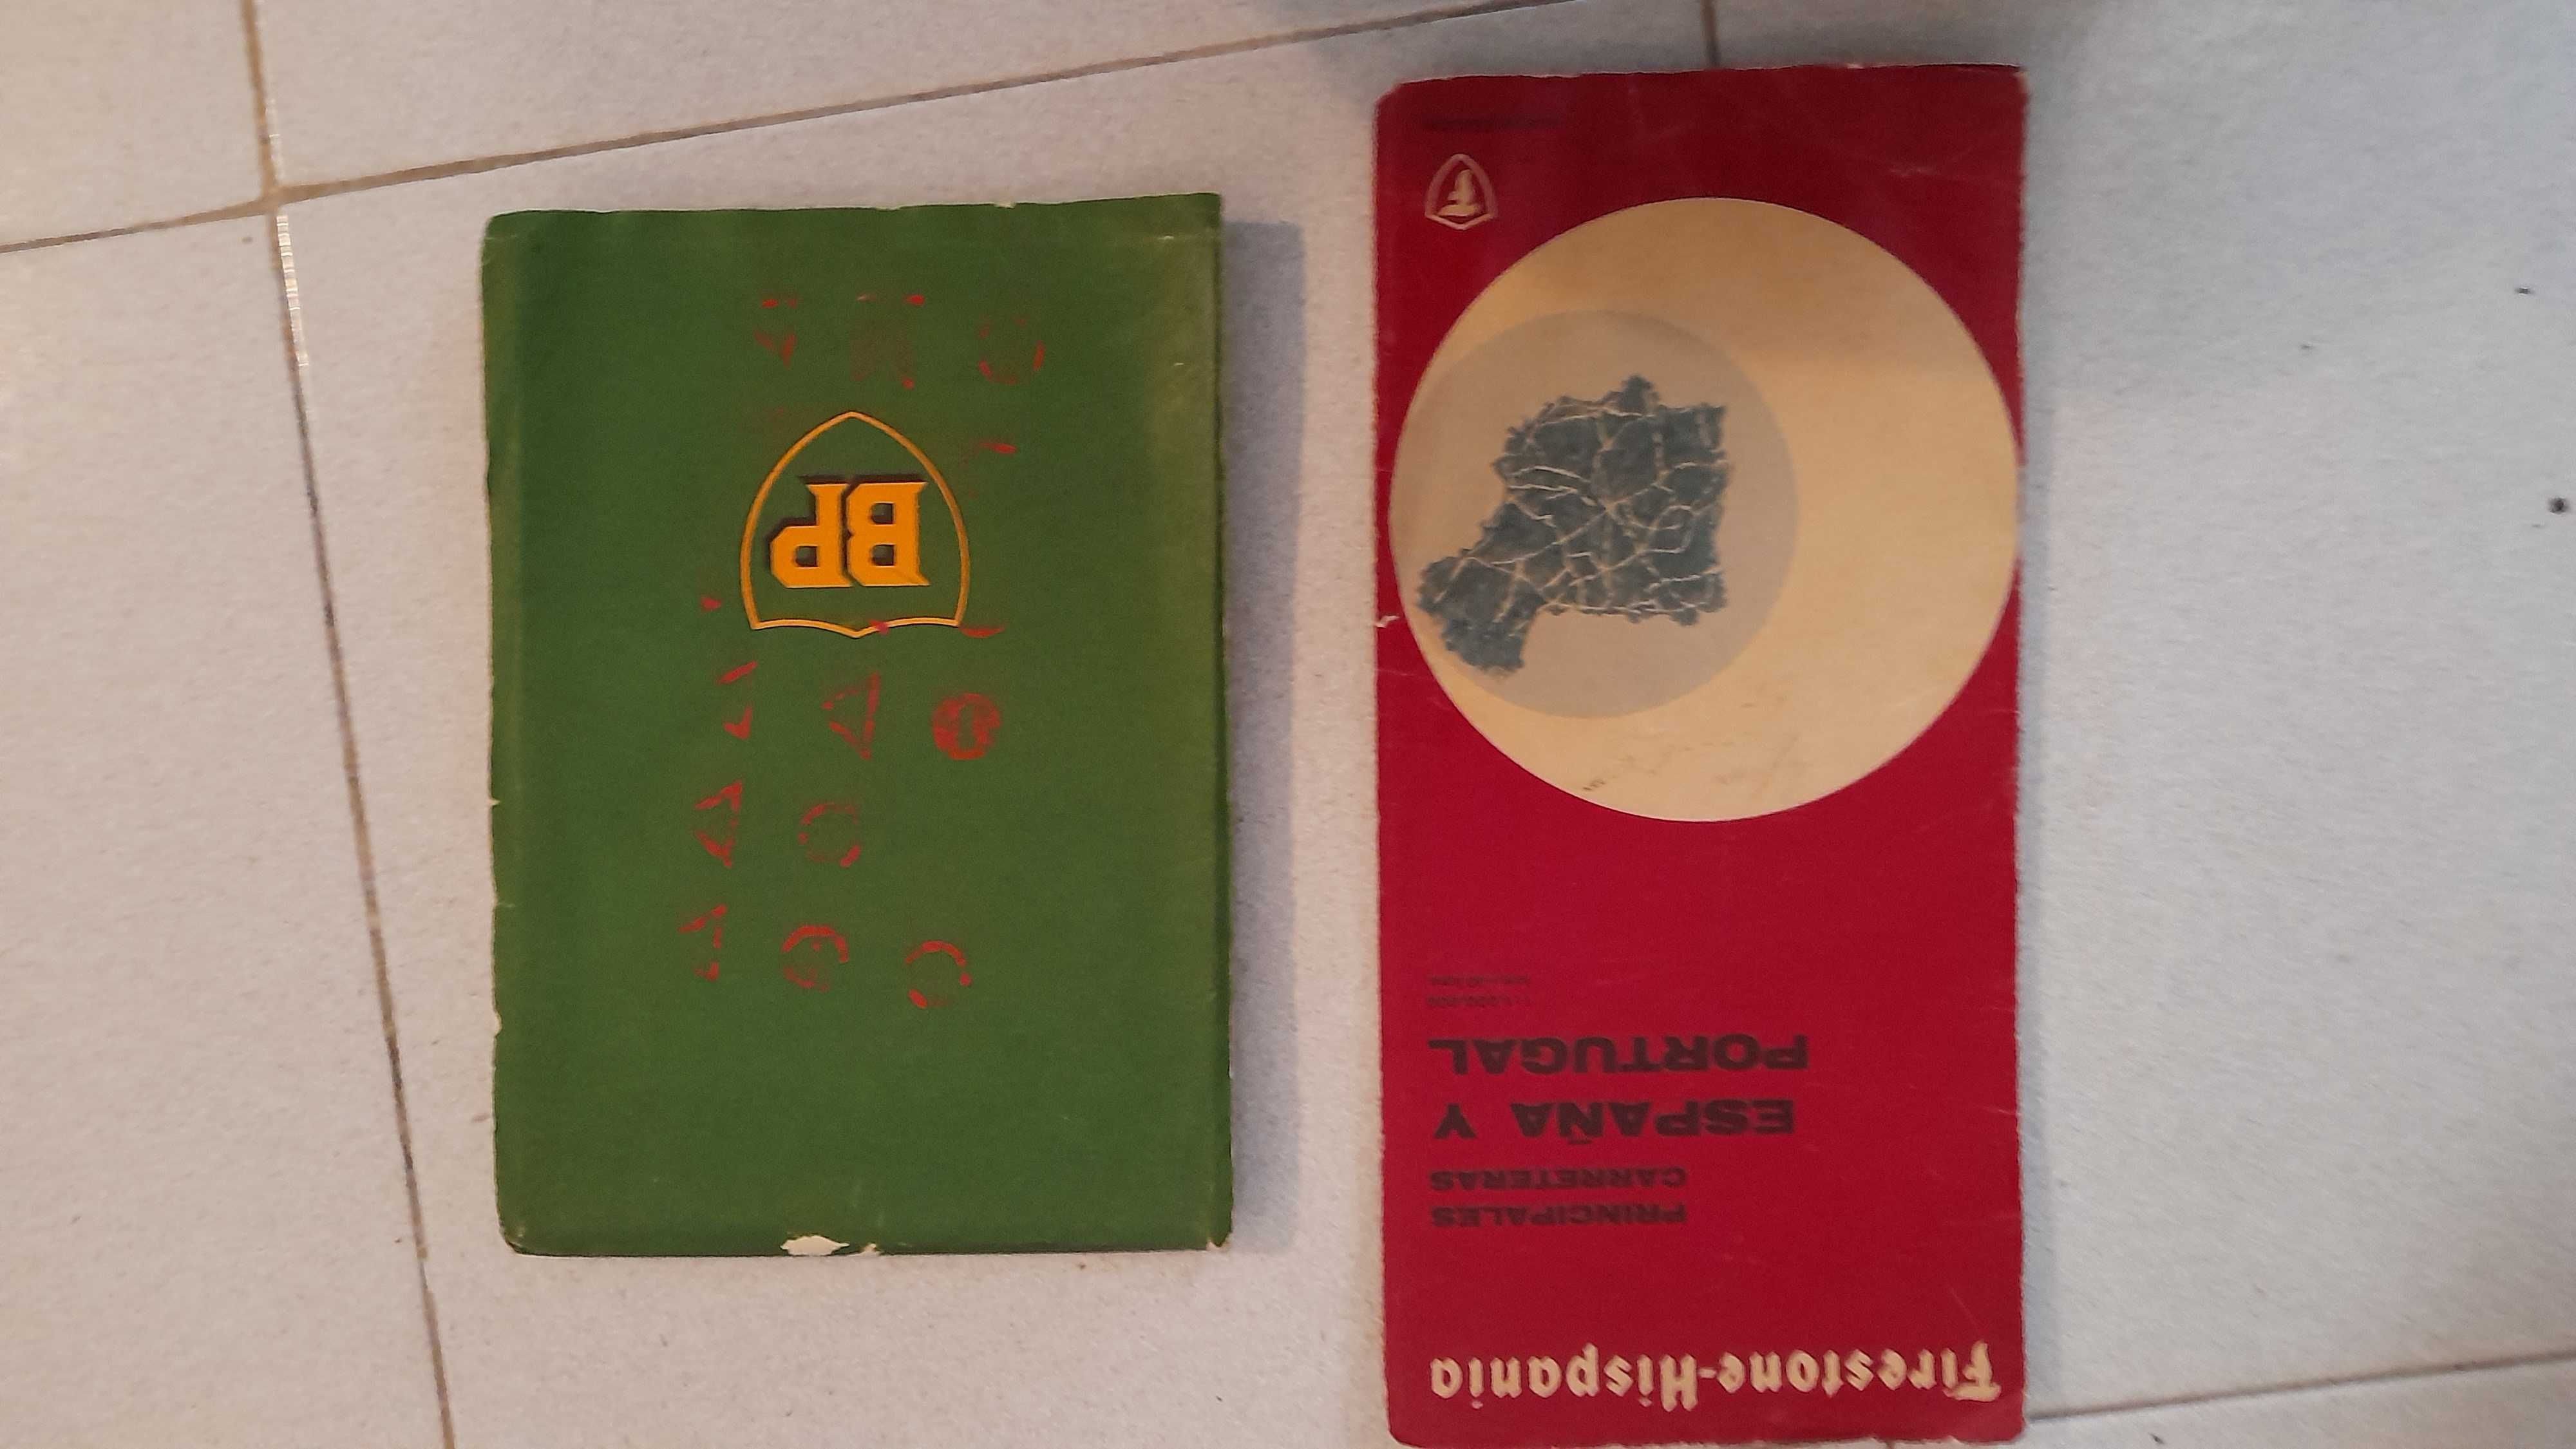 BP
Firestone-Hispania
PRINCIPALES
CARRETERAS
ESPAÑA Y
PORTUGAL
F